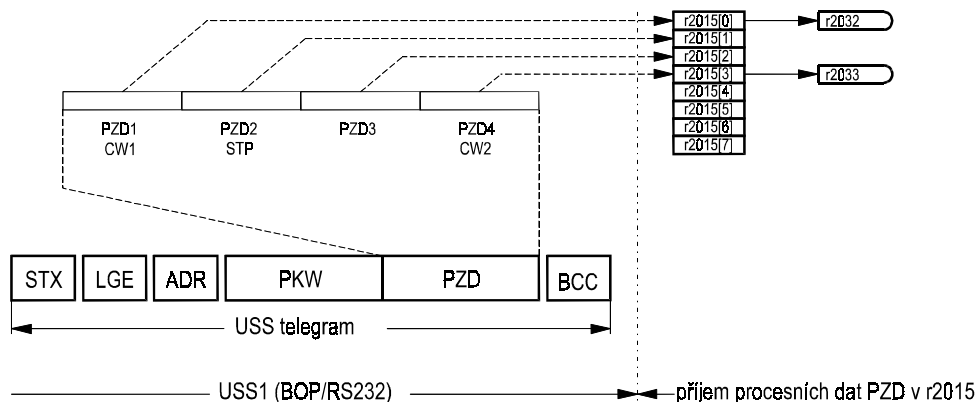 r2015[0]
r2032
r2015[1]
r2015[2]
r2015[3]
r2033
r2015[4]
r2015[5]
r2015[6]
r2015[7]
PZD1
CW1
PZD2
STP
PZD3
PZD4
CW2
STX LGE ADR PKW PZD BCC
USS telegram
USS1 (BOP/RS232)
příjem procesních dat PZD v r2015